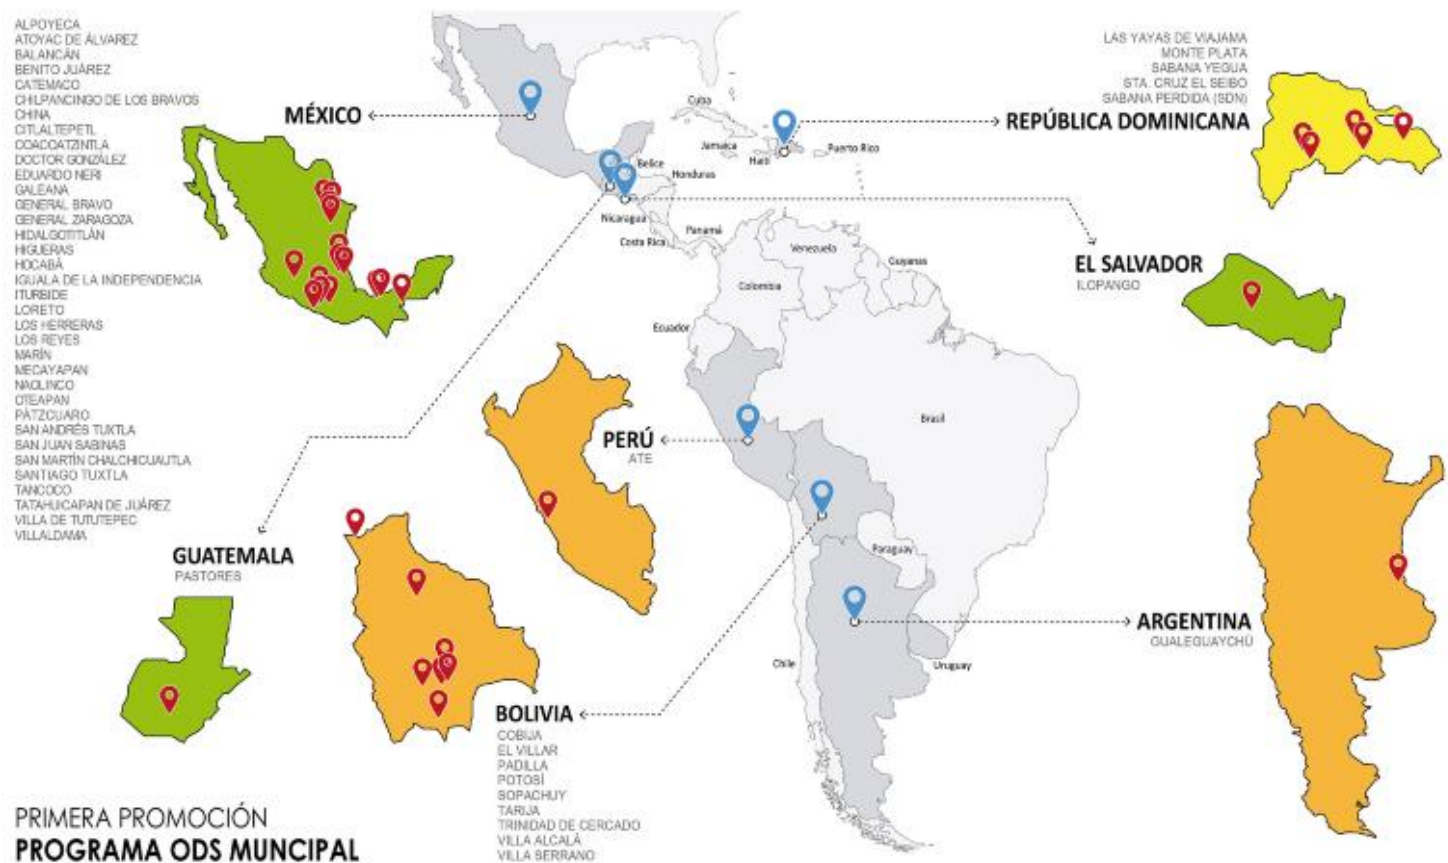 ALPOYECA
ATOYAC DE ÁLVAREZ
BALANCÁN
BENITO JUÁREZ
CATEMACO
CHILPANCINGO DE LOS BRAVOS
CHINA
CITLALTEPETL
COACOATZINTLA
DOCTOR GONZÁLEZ
EDUARDO NERI
GALEANA
GENERAL BRAVO
GENERAL ZARAGOZA
HIDALGOTITLÁN
HIGUERAS
HOCABÁ
IGUALA DE LA INDEPENDENCIA
ITURBIDE
LORETO
LOS HERRERAS
LOS REYES
MARÍN
MECAYAPAN
NAOLINCO
OTEAPAN
PÁTZCUARO
SAN ANDRÉS TUXTLA
SAN JUAN SABINAS
SAN MARTÍN CHALCHICUAUTLA
SANTIAGO TUXTLA
TANCOCO
TATAHUICAPAN DE JUÁREZ
VILLA DE TUTUTEPEC
VILLALDAMA
MÉXICO
LAS YAYAS DE VIAJAMA
MONTE PLATA
SABANA YEGUA
STA. CRUZ EL SEIBO
SABANA PERDIDA (SDN)
REPÚBLICA DOMINICANA
Cuba
Jamaica
Haití
Puerto Rico
Belice
Honduras
Nicaragua
Costa Rica
Panamá
Venezuela
Guyanas
Colombia
Ecuador
Brasil
Paraguay
Chile
Uruguay
EL SALVADOR
ILOPANGO
PERÚ
ATE
GUATEMALA
PASTORES
ARGENTINA
GUALEGUAYCHÚ
BOLIVIA
COBIJA
EL VILLAR
PADILLA
POTOSÍ
SOPACHUY
TARIJA
TRINIDAD DE CERCADO
VILLA ALCALÁ
VILLA SERRANO
PRIMERA PROMOCIÓN
PROGRAMA ODS MUNCIPAL